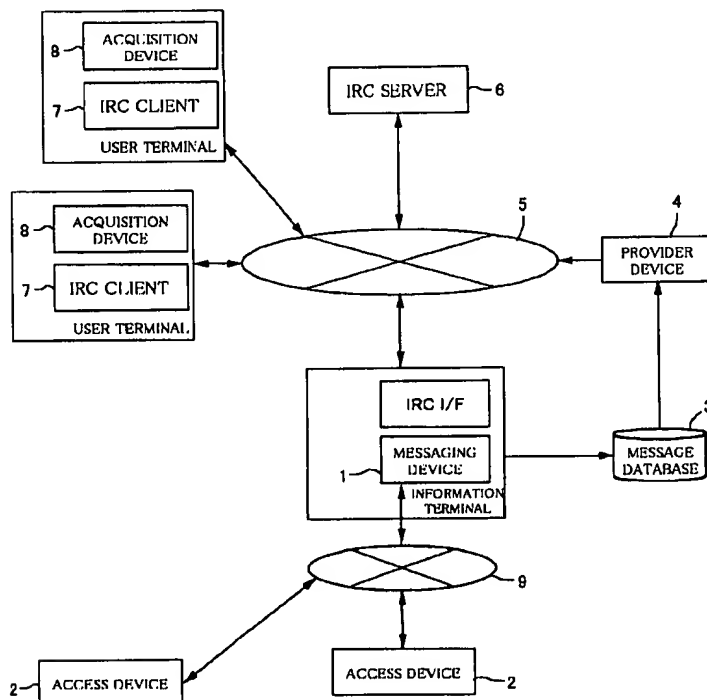 8
ACQUISITION
DEVICE
7
IRC CLIENT
USER TERMINAL
IRC SERVER
6
8
ACQUISITION
DEVICE
7
IRC CLIENT
USER TERMINAL
5
4
PROVIDER
DEVICE
IRC I/F
1
MESSAGING
DEVICE
INFORMATION
TERMINAL
3
MESSAGE
DATABASE
9
2
ACCESS DEVICE
ACCESS DEVICE
2